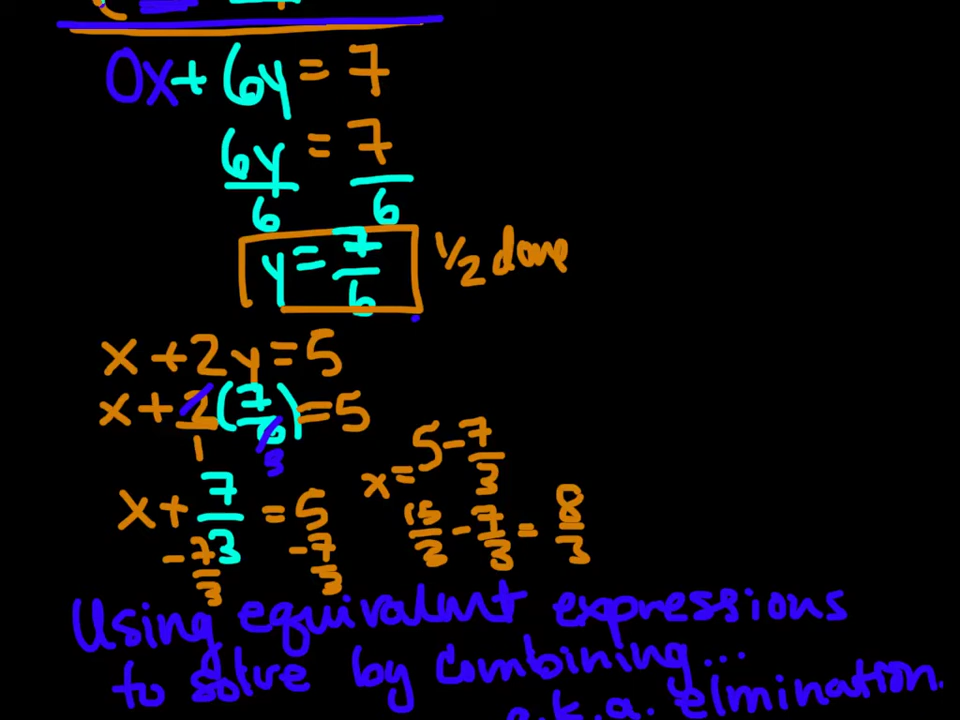 0x + 6y = 7
6y/6 = 7/6
y = 7/6 1/2 done
x + 2y = 5
x + 2/1 (7/6) = 5
3
x = 5 - 7/3
x + 7/3 = 5
15/3 - 7/3 = 8/3
- 7/3 - 7/3
Using equivalent expressions
to solve by combining...
a.k.a. elmination.